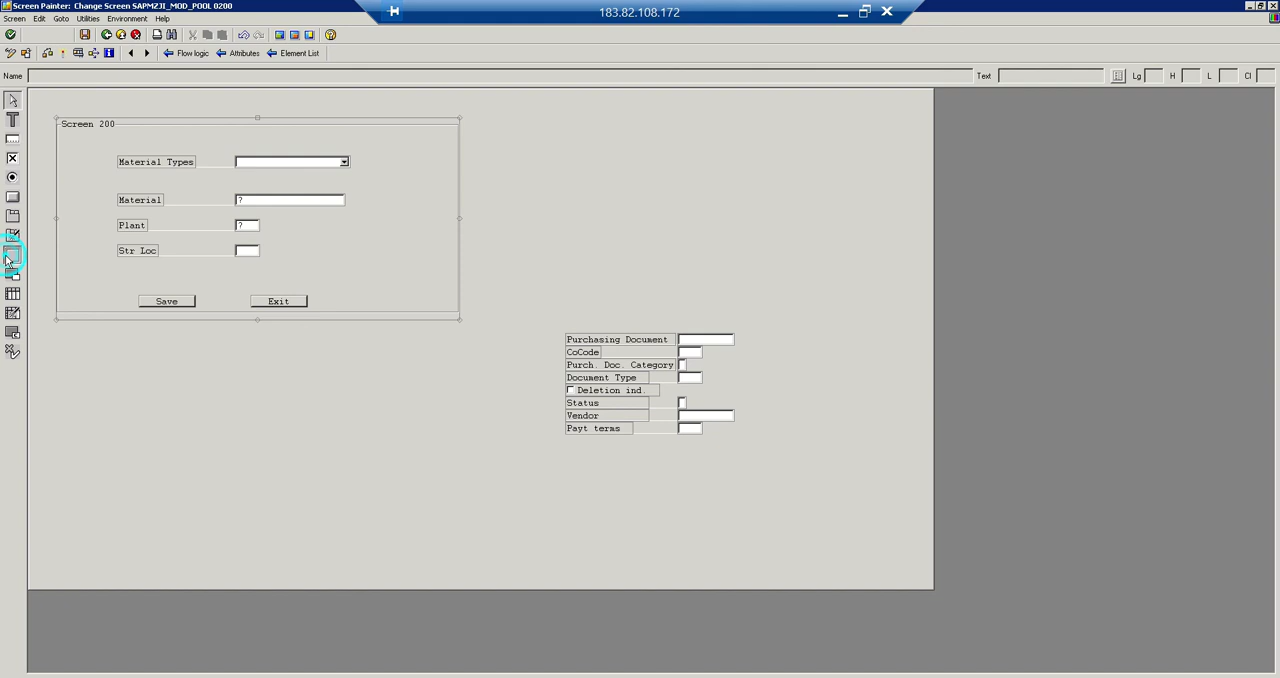 Screen Painter: Change Screen SAPM2JI_MOD_POOL 0200
183.82.108.172
Screen Edit Goto Utilities Environment Help
Flow logic Attributes Element List
Name Text Lg H L Cl
Screen 200
Material Types
Material ?
Plant ?
Str Loc
Save Exit
Purchasing Document
CoCode
Purch. Doc. Category
Document Type
Deletion ind.
Status
Vendor
Payt terms